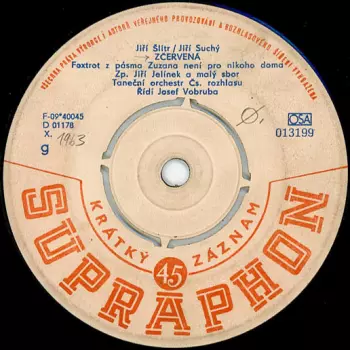 VŠECHNA PRÁVA VÝROBCE I AUTORŮ VEŘEJNÉHO PROVOZOVÁNÍ A ROZHLASOVÉHO ŠÍŘENÍ VYHRAZENA
Jiří Šlitr/Jiří Suchý
ZČERVENÁ
Foxtrot z pásma Zuzana není pro nikoho doma
Zp. Jiří Jelínek a malý sbor
Taneční orchestr Čs. rozhlasu
Řídí Josef Vobruba
F-09*40045
D 01178
X. 1963
g
Ø.
OSA
013199
KRÁTKÝ 45 ZÁZNAM
SUPRAPHON